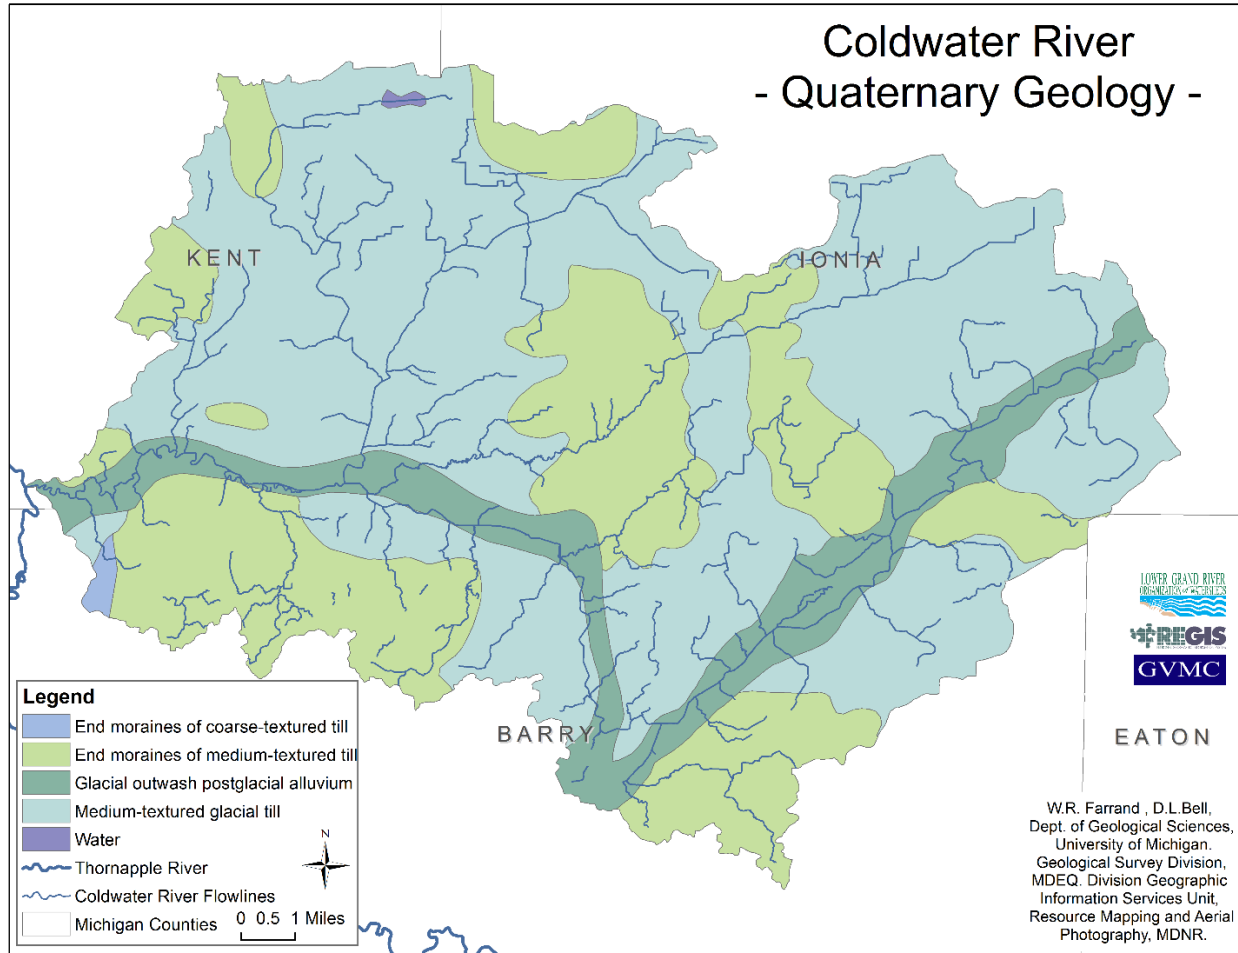 Coldwater River
- Quaternary Geology -
KENT
IONIA
BARRY
EATON
LOWER GRAND RIVER
ORGANIZATION of WATERSHEDS
REGIS
GVMC
Legend
End moraines of coarse-textured till
End moraines of medium-textured till
Glacial outwash postglacial alluvium
Medium-textured glacial till
Water
Thornapple River
Coldwater River Flowlines
Michigan Counties
N
0 0.5 1 Miles
W.R. Farrand , D.L.Bell,
Dept. of Geological Sciences,
University of Michigan.
Geological Survey Division,
MDEQ. Division Geographic
Information Services Unit,
Resource Mapping and Aerial
Photography, MDNR.